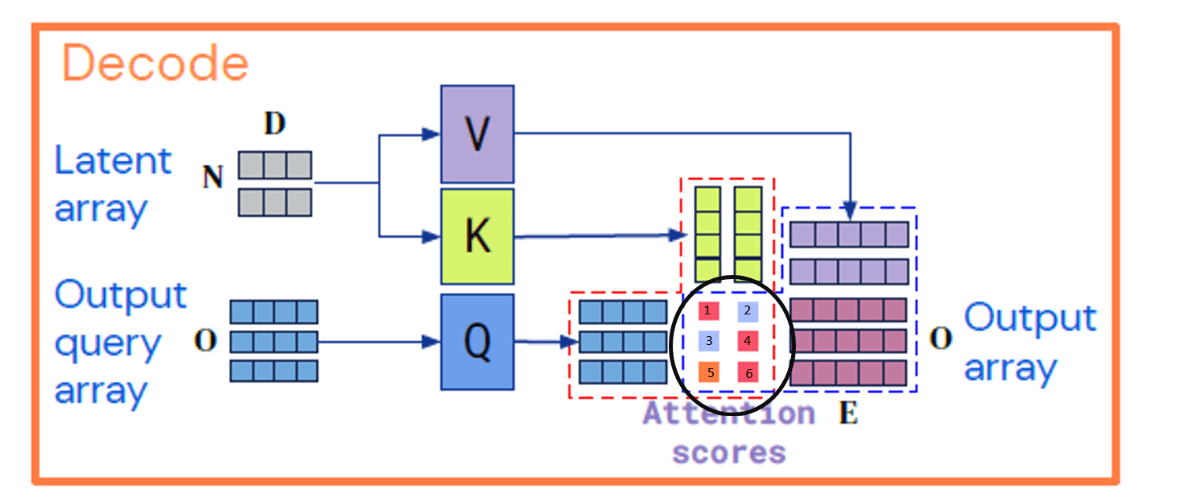 Decode
D
Latent
array
N
V
K
Output
query
array
O
Q
1 2
3 4
5 6
O
Output
array
Attention
scores
E